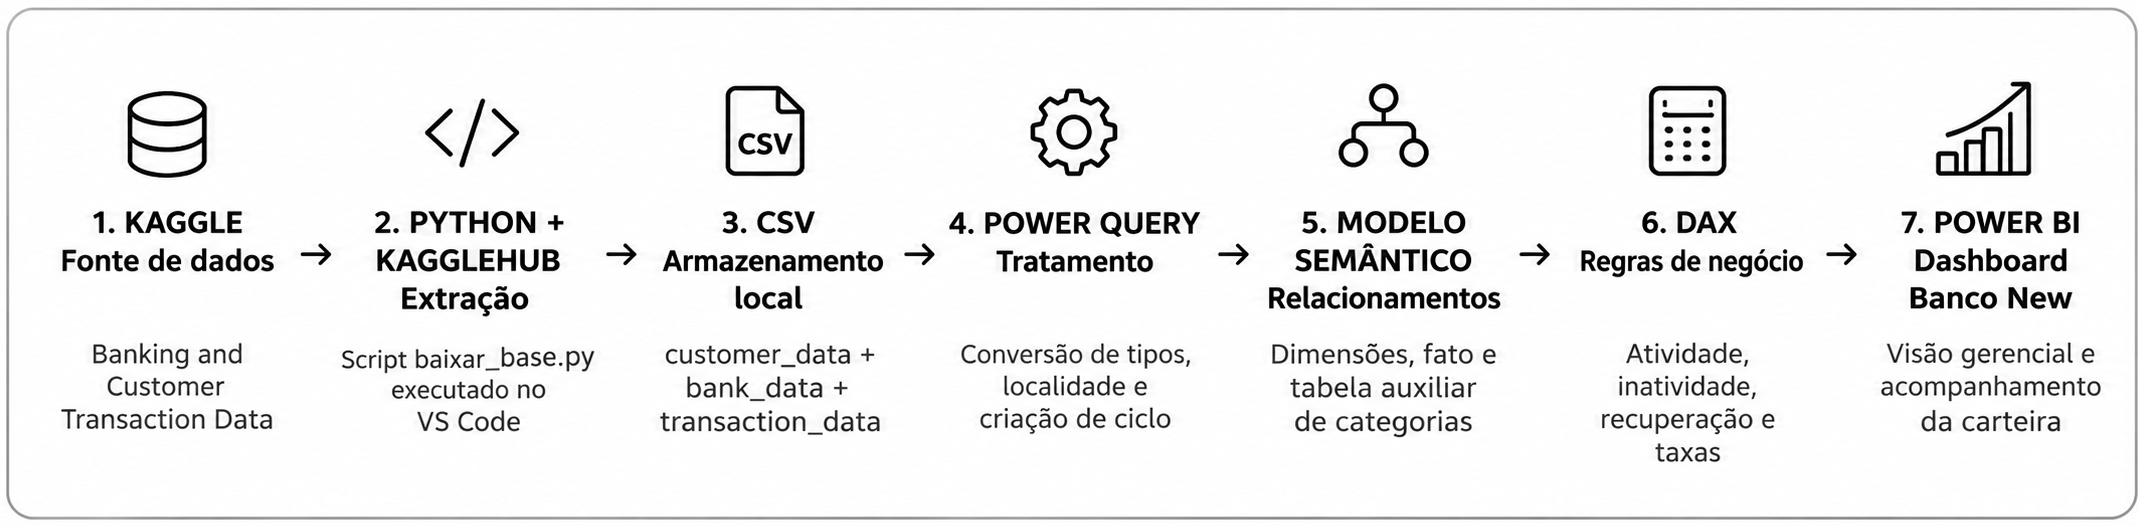 CSV
1. KAGGLE
Fonte de dados
Banking and
Customer
Transaction Data
2. PYTHON +
KAGGLEHUB
Extração
Script baixar_base.py
executado no
VS Code
3. CSV
Armazenamento
local
customer_data +
bank_data +
transaction_data
4. POWER QUERY
Tratamento
Conversão de tipos,
localidade e
criação de ciclo
5. MODELO
SEMÂNTICO
Relacionamentos
Dimensões, fato e
tabela auxiliar
de categorias
6. DAX
Regras de negócio
Atividade,
inatividade,
recuperação e
taxas
7. POWER BI
Dashboard
Banco New
Visão gerencial e
acompanhamento
da carteira